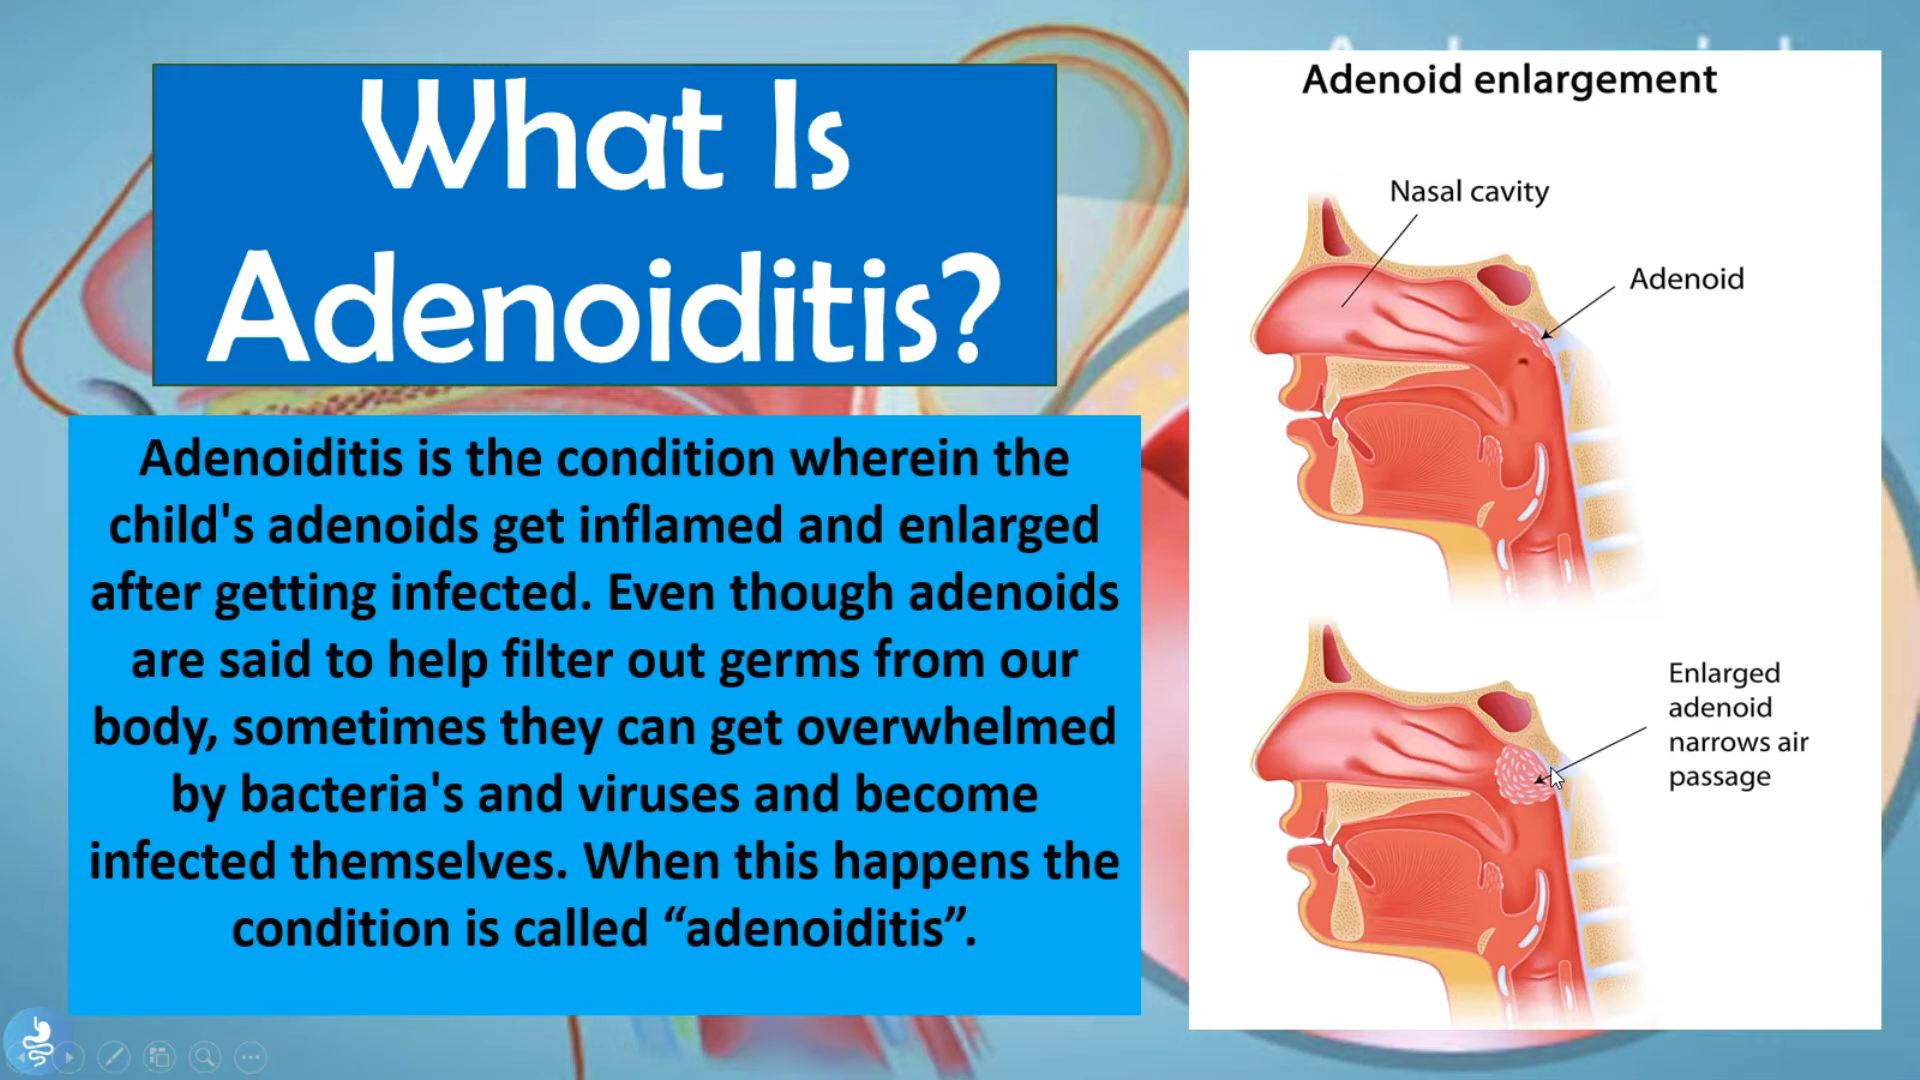 What Is
Adenoiditis?
Adenoiditis is the condition wherein the
child's adenoids get inflamed and enlarged
after getting infected. Even though adenoids
are said to help filter out germs from our
body, sometimes they can get overwhelmed
by bacteria's and viruses and become
infected themselves. When this happens the
condition is called “adenoiditis”.
Adenoid enlargement
Nasal cavity
Adenoid
Enlarged
adenoid
narrows air
passage